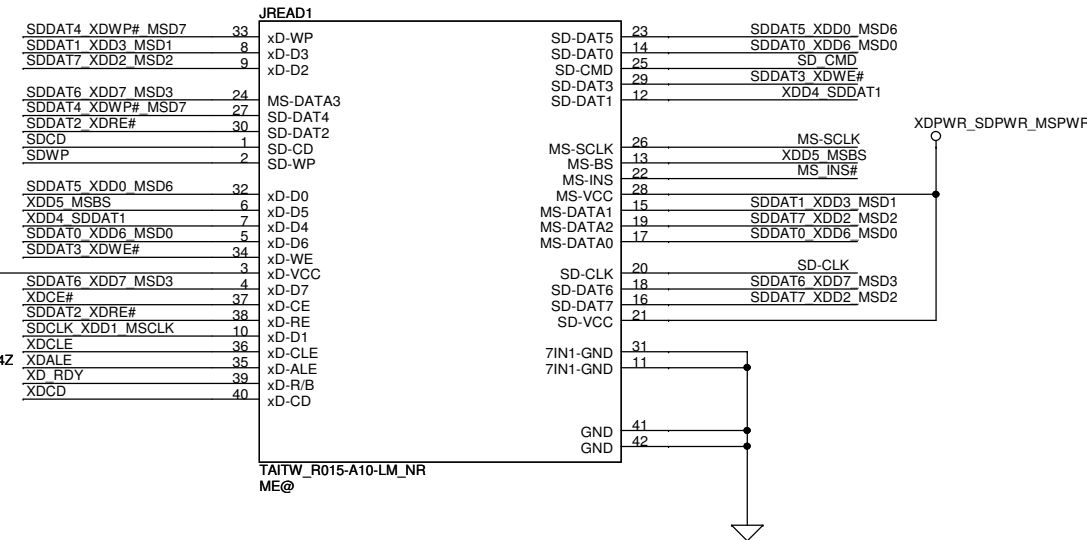 JREAD1
SDDAT4_XDWP#_MSD7 33 xD-WP
SDDAT1_XDD3_MSD1 8 xD-D3
SDDAT7_XDD2_MSD2 9 xD-D2
SDDAT6_XDD7_MSD3 24 MS-DATA3
SDDAT4_XDWP#_MSD7 27 SD-DAT4
SDDAT2_XDRE# 30 SD-DAT2
SDCD 1 SD-CD
SDWP 2 SD-WP
SDDAT5_XDD0_MSD6 32 xD-D0
XDD5_MSBS 6 xD-D5
XDD4_SDDAT1 7 xD-D4
SDDAT0_XDD6_MSD0 5 xD-D6
SDDAT3_XDWE# 34 xD-WE
3 xD-VCC
SDDAT6_XDD7_MSD3 4 xD-D7
XDCE# 37 xD-CE
SDDAT2_XDRE# 38 xD-RE
SDCLK_XDD1_MSCLK 10 xD-D1
XDCLE 36 xD-CLE
4Z XDALE 35 xD-ALE
XD_RDY 39 xD-R/B
XDCD 40 xD-CD
SD-DAT5 23 SDDAT5_XDD0_MSD6
SD-DAT0 14 SDDAT0_XDD6_MSD0
SD-CMD 25 SD_CMD
SD-DAT3 29 SDDAT3_XDWE#
SD-DAT1 12 XDD4_SDDAT1
XDPWR_SDPWR_MSPWR
MS-SCLK 26 MS-SCLK
MS-BS 13 XDD5_MSBS
MS-INS 22 MS_INS#
MS-VCC 28
MS-DATA1 15 SDDAT1_XDD3_MSD1
MS-DATA2 19 SDDAT7_XDD2_MSD2
MS-DATA0 17 SDDAT0_XDD6_MSD0
SD-CLK 20 SD-CLK
SD-DAT6 18 SDDAT6_XDD7_MSD3
SD-DAT7 16 SDDAT7_XDD2_MSD2
SD-VCC 21
7IN1-GND 31
7IN1-GND 11
GND 41
GND 42
TAITW_R015-A10-LM_NR
ME@